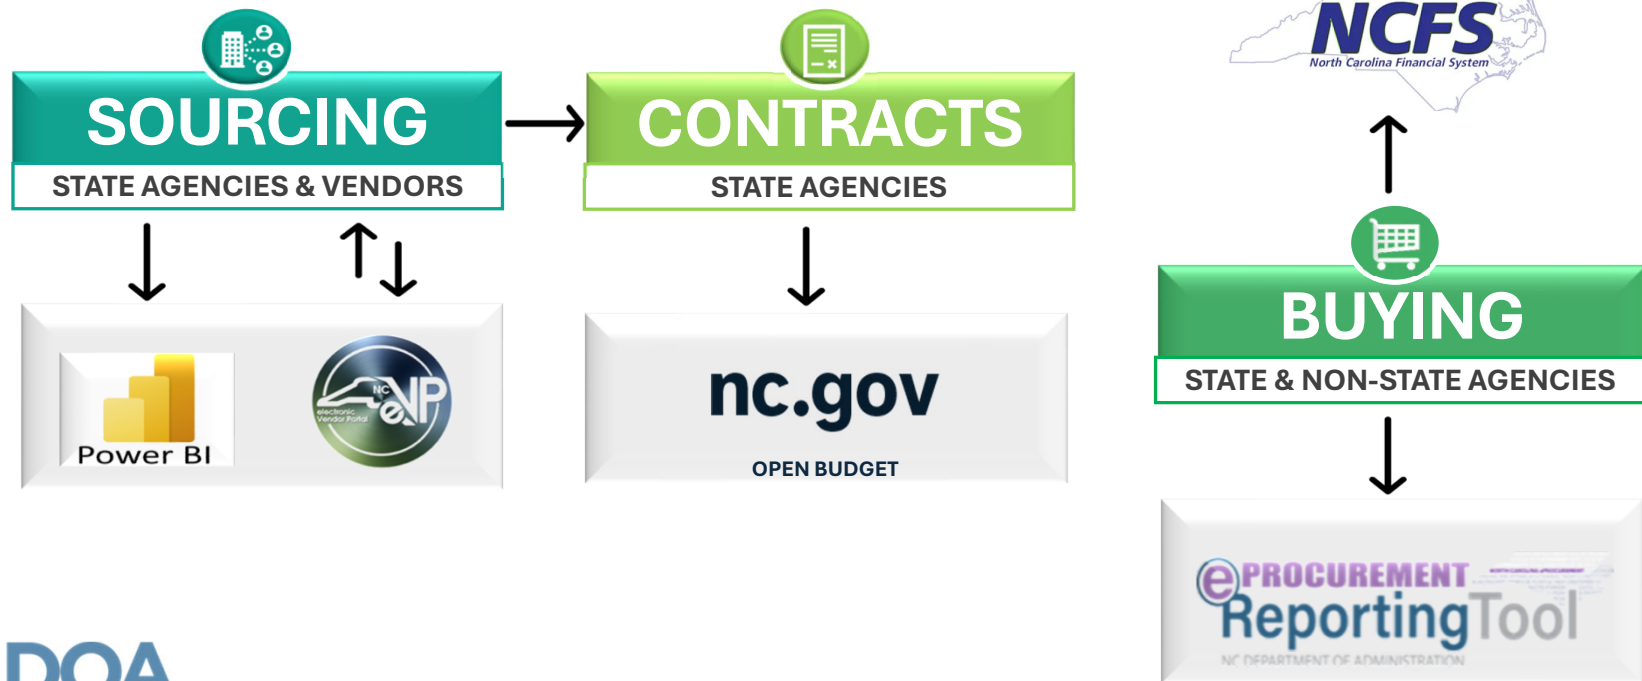 SOURCING
STATE AGENCIES & VENDORS
Power BI
NC
eVP
electronic
Vendor Portal
CONTRACTS
STATE AGENCIES
nc.gov
OPEN BUDGET
NCFS
North Carolina Financial System
BUYING
STATE & NON-STATE AGENCIES
ePROCUREMENT
ReportingTool
NC DEPARTMENT OF ADMINISTRATION
DOA